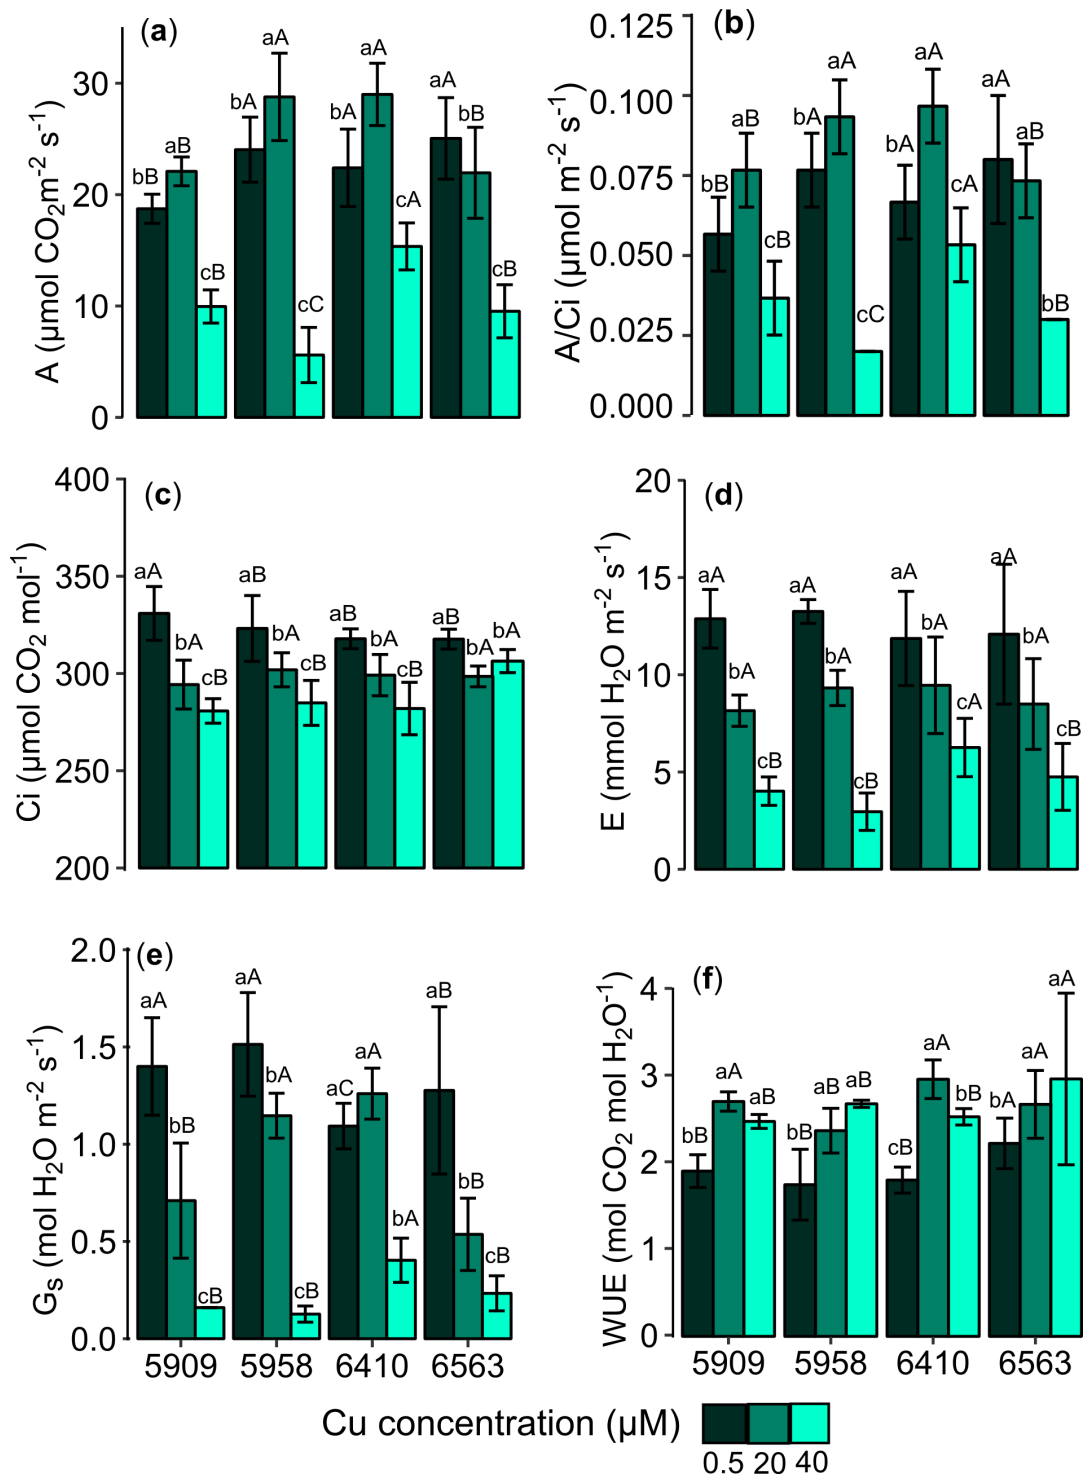 (a)
A (µmol CO₂m⁻² s⁻¹)
30
20
10
0
bB aB cB bA aA cC bA aA cA aA bB cB
(b)
A/Ci (µmol m⁻² s⁻¹)
0.125
0.100
0.075
0.050
0.025
0.000
bB aB cB bA aA cC bA aA cA aA aB bB
(c)
Ci (µmol CO₂ mol⁻¹)
400
350
300
250
200
aA bA cB aB bA cB aB bA cB aB bA bA
(d)
E (mmol H₂O m⁻² s⁻¹)
20
15
10
5
0
aA bA cB aA bA cB aA bA cA aA bA cB
(e)
Gₛ (mol H₂O m⁻² s⁻¹)
2.0
1.5
1.0
0.5
0.0
aA bB cB aA bA cB aC aA bA aB bB cB
5909 5958 6410 6563
(f)
WUE (mol CO₂ mol H₂O⁻¹)
4
3
2
1
0
bB aA aB bB aB aB cB aA bB bA aA aA
5909 5958 6410 6563
Cu concentration (µM)
0.5 20 40